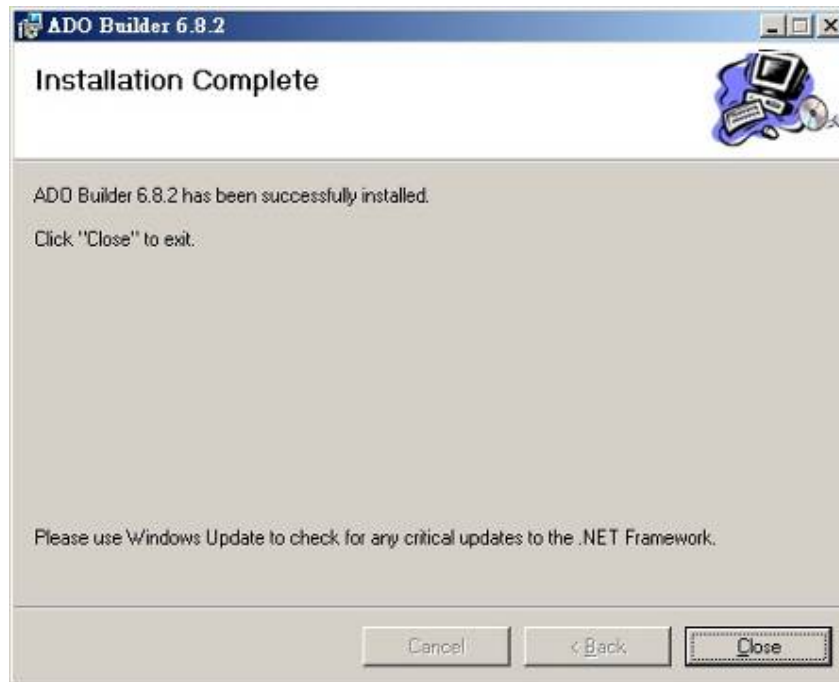 ADO Builder 6.8.2
Installation Complete
ADO Builder 6.8.2 has been successfully installed.
Click "Close" to exit.
Please use Windows Update to check for any critical updates to the .NET Framework.
Cancel
< Back
Close